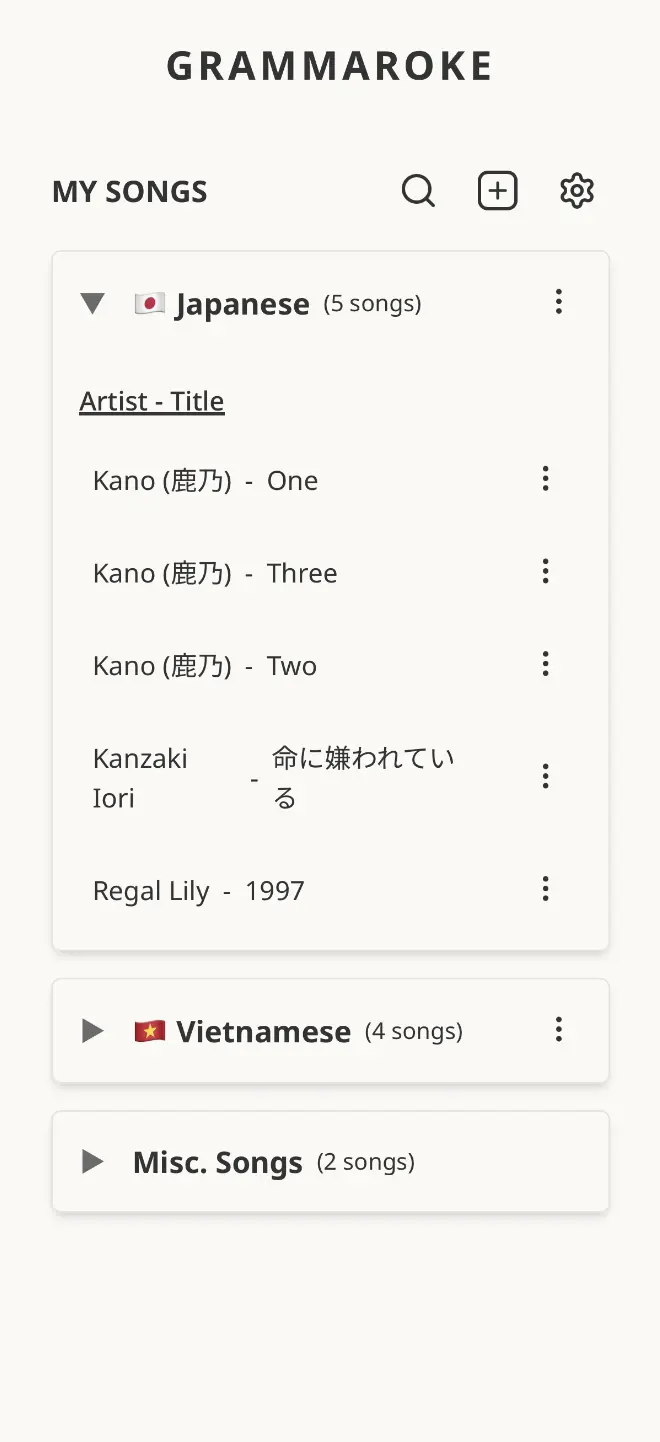 GRAMMAROKE
MY SONGS
Japanese (5 songs)
Artist - Title
Kano (鹿乃) - One
Kano (鹿乃) - Three
Kano (鹿乃) - Two
Kanzaki Iori - 命に嫌われている
Regal Lily - 1997
Vietnamese (4 songs)
Misc. Songs (2 songs)